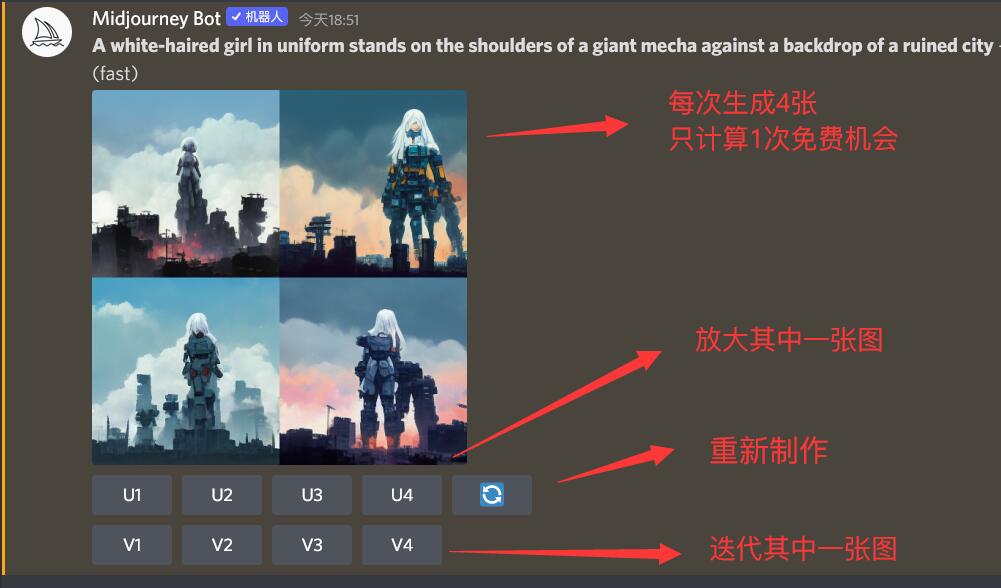 Midjourney Bot 机器人 今天18:51
A white-haired girl in uniform stands on the shoulders of a giant mecha against a backdrop of a ruined city
(fast)
每次生成4张
只计算1次免费机会
放大其中一张图
重新制作
U1 U2 U3 U4
V1 V2 V3 V4
迭代其中一张图